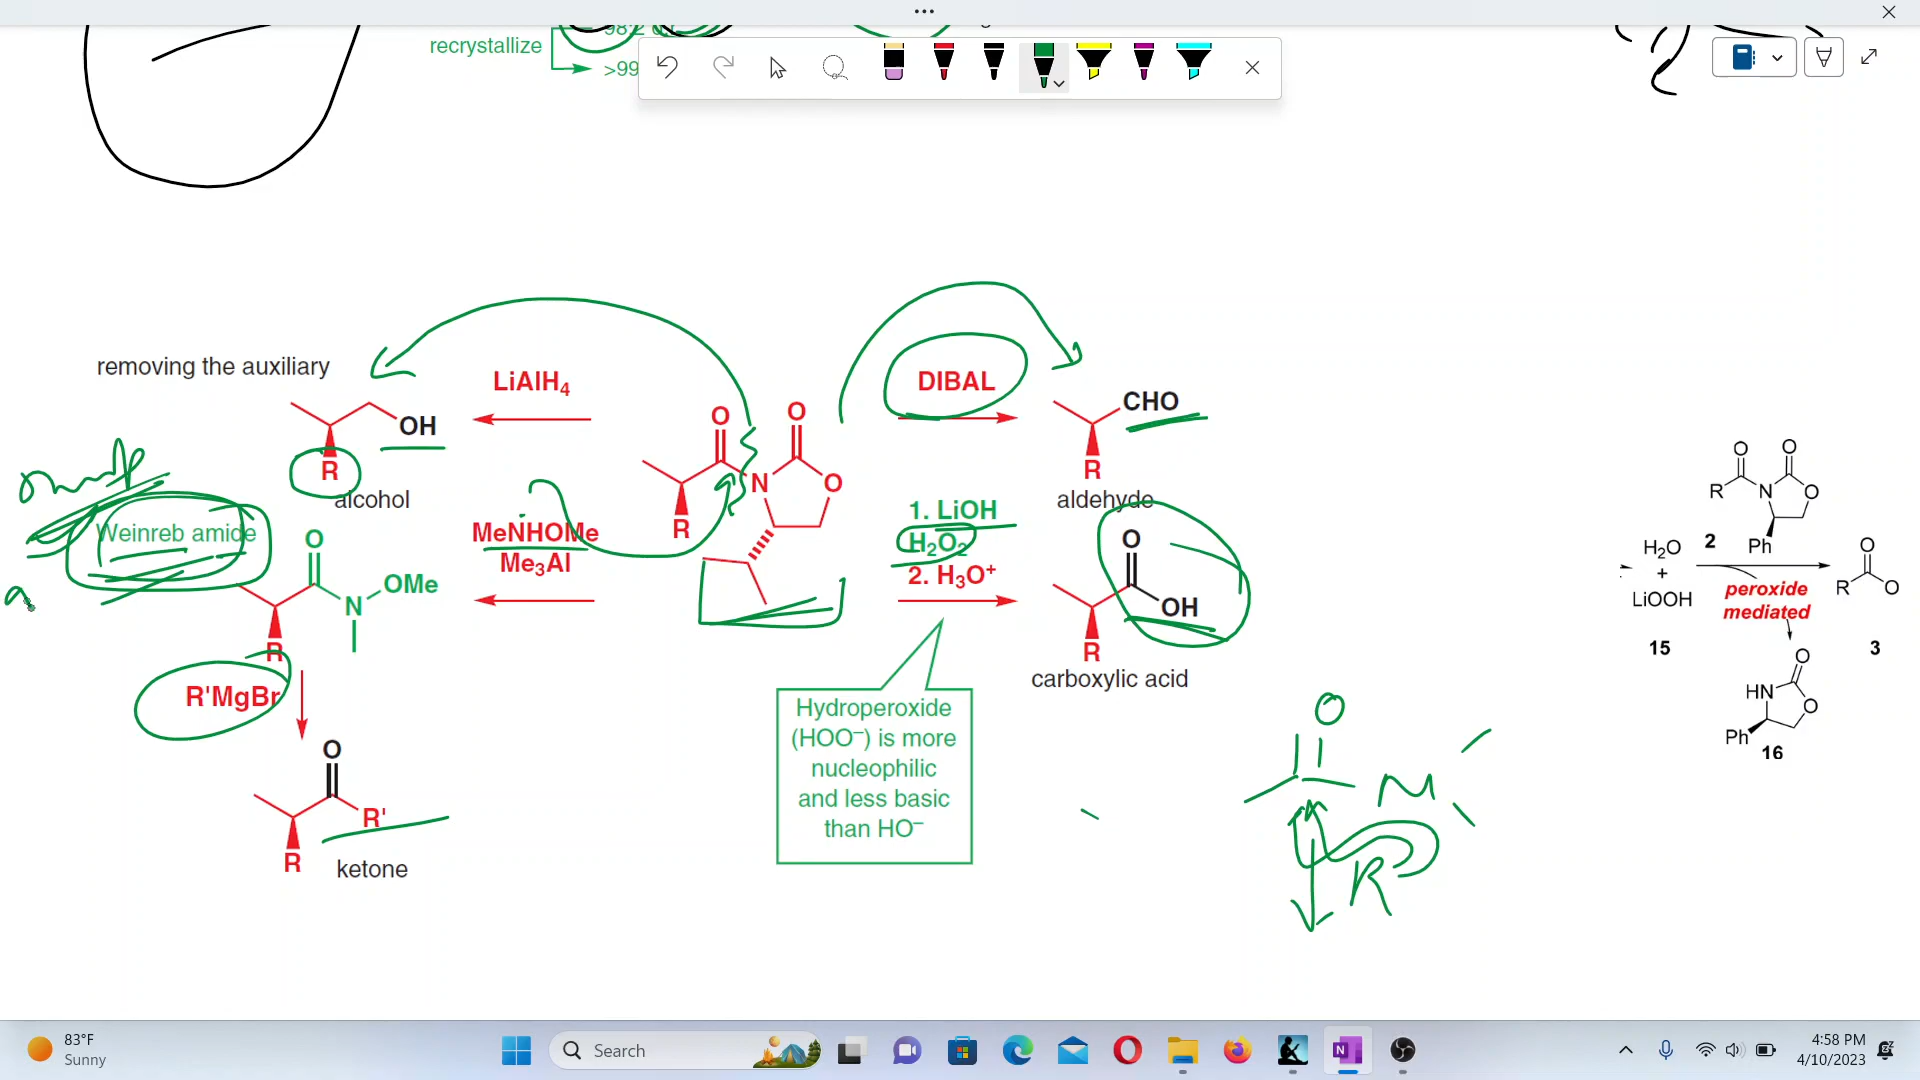 recrystallize
98:2 d.r.
>99
removing the auxiliary
LiAlH4
OH
R
alcohol
O
O
N
O
R
DIBAL
CHO
R
aldehyde
Weinreb amide
O
OMe
N
R
MeNHOMe
Me3Al
1. LiOH
H2O2
2. H3O+
O
OH
R
carboxylic acid
R'MgBr
O
R'
R
ketone
Hydroperoxide
(HOO–) is more
nucleophilic
and less basic
than HO–
O
N
R
O
O
R
N
O
Ph
2
H2O
+
LiOOH
15
peroxide
mediated
O
R
O
3
O
HN
O
Ph
16
83°F
Sunny
Search
N
4:58 PM
4/10/2023